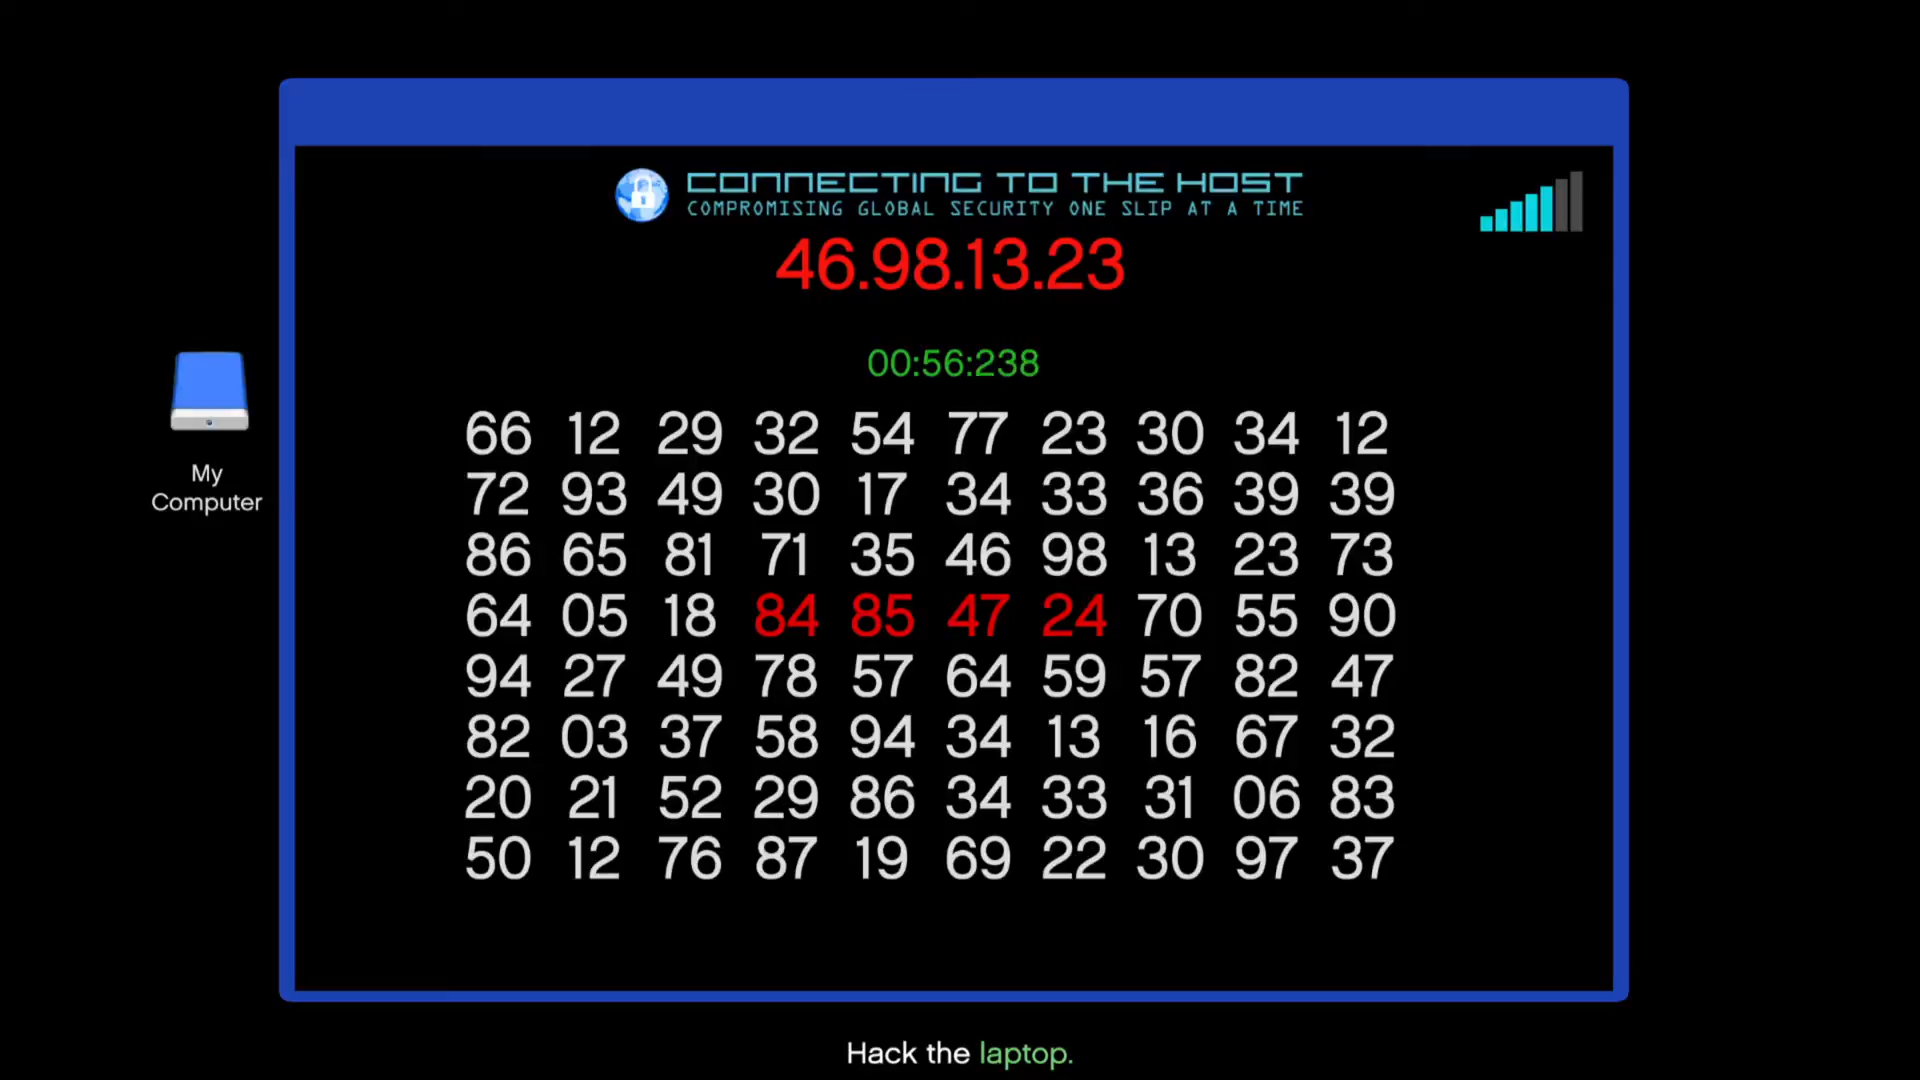 CONNECTING TO THE HOST
COMPROMISING GLOBAL SECURITY ONE SLIP AT A TIME
46.98.13.23
00:56:238
66 12 29 32 54 77 23 30 34 12
72 93 49 30 17 34 33 36 39 39
86 65 81 71 35 46 98 13 23 73
64 05 18 84 85 47 24 70 55 90
94 27 49 78 57 64 59 57 82 47
82 03 37 58 94 34 13 16 67 32
20 21 52 29 86 34 33 31 06 83
50 12 76 87 19 69 22 30 97 37
My
Computer
Hack the laptop.